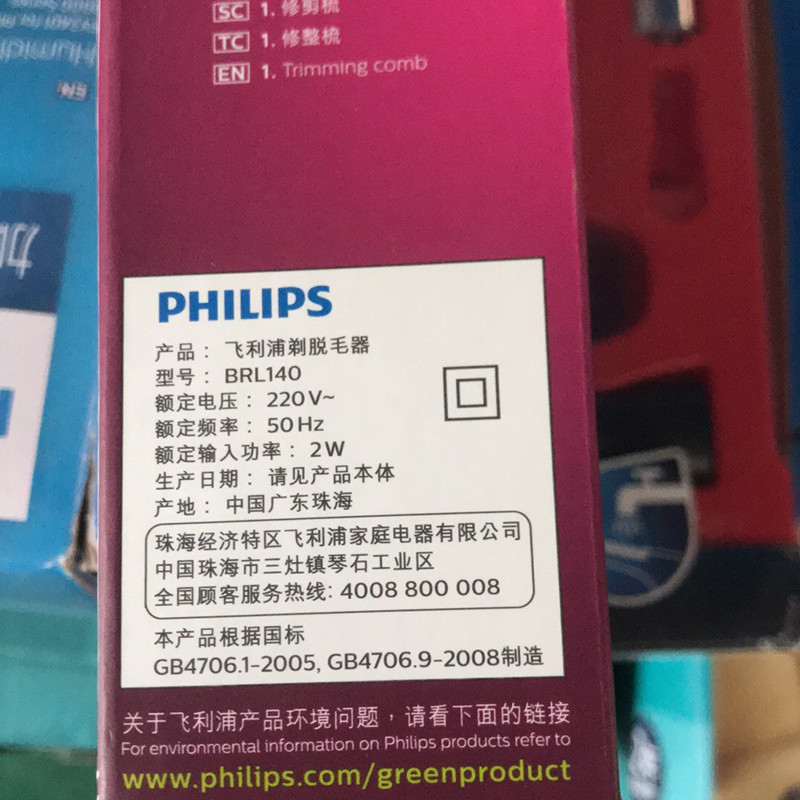 SC 1. 修剪梳
TC 1. 修整梳
EN 1. Trimming comb
PHILIPS
产品：飞利浦剃脱毛器
型号：BRL140
额定电压：220V~
额定频率：50Hz
额定输入功率：2W
生产日期：请见产品本体
产地：中国广东珠海
珠海经济特区飞利浦家庭电器有限公司
中国珠海市三灶镇琴石工业区
全国顾客服务热线: 4008 800 008
本产品根据国标
GB4706.1-2005, GB4706.9-2008制造
关于飞利浦产品环境问题，请看下面的链接
For environmental information on Philips products refer to
www.philips.com/greenproduct